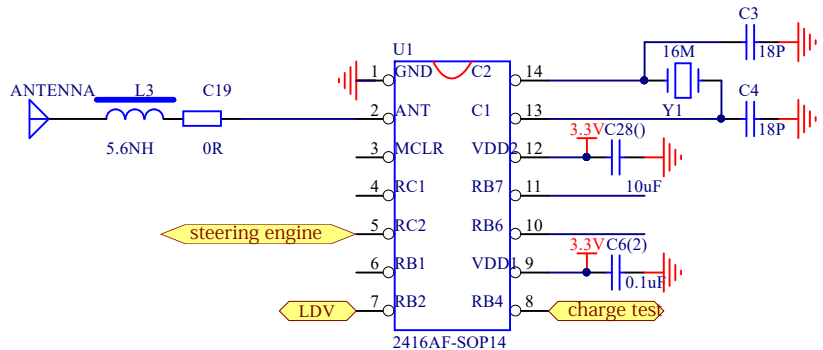 C3
U1
16M
18P
1 GND C2 14
ANTENNA L3 C19
C4
2 ANT C1 13
Y1
5.6NH 0R
3.3V C28()
18P
3 MCLR VDD2 12
4 RC1 RB7 11
10uF
steering engine 5 RC2 RB6 10
3.3V C6(2)
6 RB1 VDD1 9
0.1uF
LDV 7 RB2 RB4 8 charge test
2416AF-SOP14